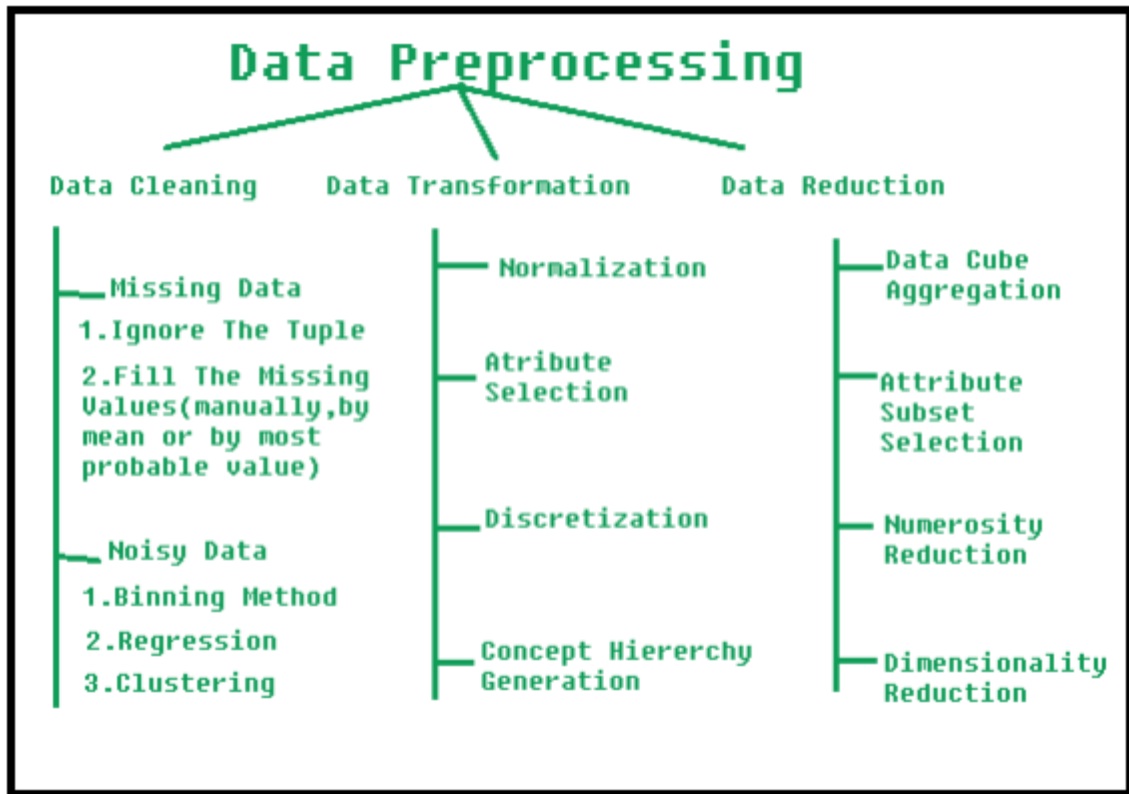 Data Preprocessing
Data Cleaning
Missing Data
1.Ignore The Tuple
2.Fill The Missing
Values(manually,by
mean or by most
probable value)
Noisy Data
1.Binning Method
2.Regression
3.Clustering
Data Transformation
Normalization
Atribute
Selection
Discretization
Concept Hiererchy
Generation
Data Reduction
Data Cube
Aggregation
Attribute
Subset
Selection
Numerosity
Reduction
Dimensionality
Reduction